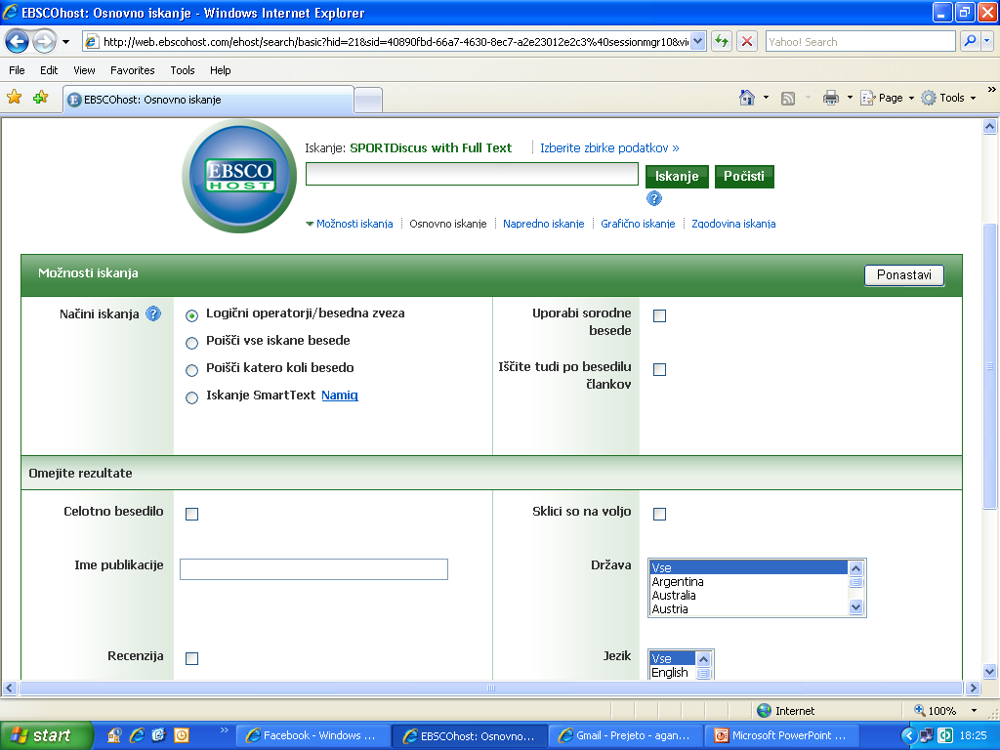 EBSCOhost: Osnovno iskanje - Windows Internet Explorer
http://web.ebscohost.com/ehost/search/basic?hid=21&sid=40890fbd-66a7-4630-8ec7-a2e23012e2c3%40sessionmgr10&vi
Yahoo! Search
File Edit View Favorites Tools Help
EBSCOhost: Osnovno iskanje
Page Tools »
EBSCO
HOST
Iskanje: SPORTDiscus with Full Text Izberite zbirke podatkov »
Iskanje Počisti
?
Možnosti iskanja Osnovno iskanje Napredno iskanje Grafično iskanje Zgodovina iskanja
Možnosti iskanja Ponastavi
Načini iskanja ?
Logični operatorji/besedna zveza
Poišči vse iskane besede
Poišči katero koli besedo
Iskanje SmartText Namig
Uporabi sorodne
besede
Iščite tudi po besedilu
člankov
Omejite rezultate
Celotno besedilo
Sklici so na voljo
Ime publikacije
Država
Vse
Argentina
Australia
Austria
Recenzija
Jezik
Vse
English
Internet 100%
start
»
Facebook - Windows ...
EBSCOhost: Osnovno...
Gmail - Prejeto - agan...
Microsoft PowerPoint ...
18:25